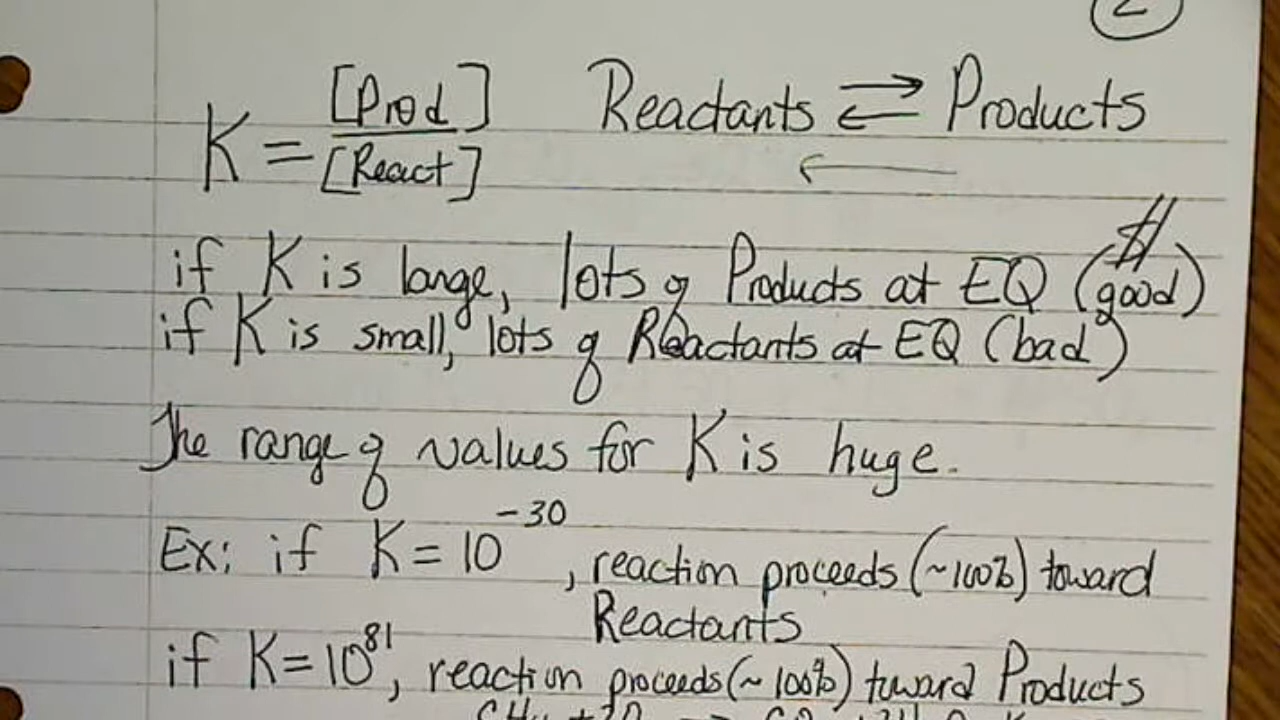 2
K = [Prod] / [React] Reactants ⇄ Products
←
$
if K is large, lots of Products at EQ (good)
if K is small, lots of Reactants at EQ (bad)
The range of values for K is huge.
Ex: if K = 10⁻³⁰, reaction proceeds (~100%) toward
Reactants
if K = 10⁸¹, reaction proceeds (~100%) toward Products